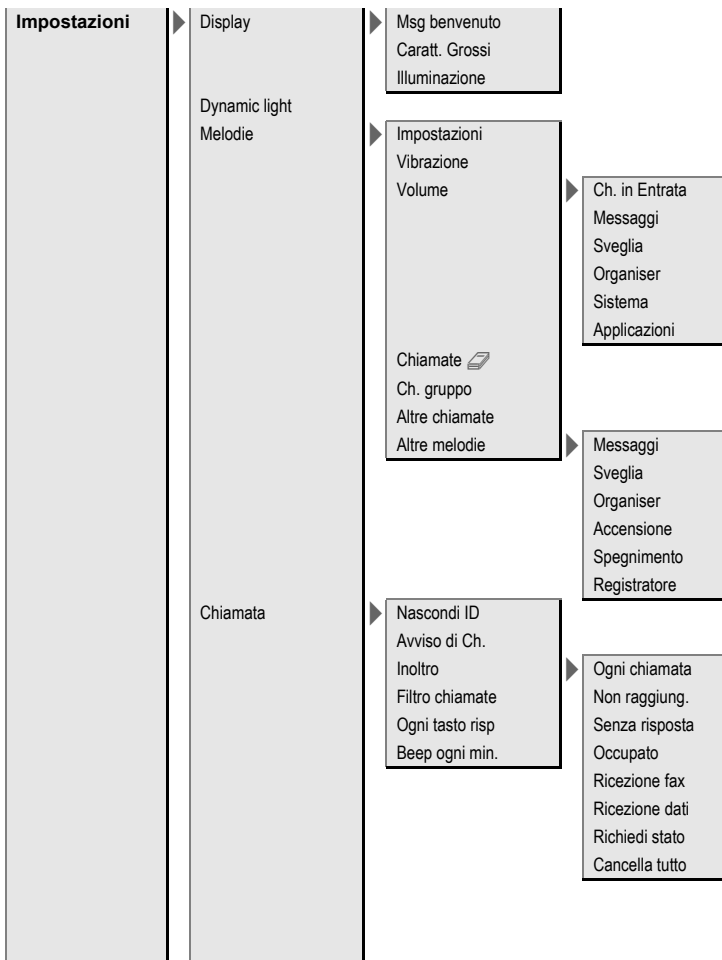 Impostazioni
Display
Msg benvenuto
Caratt. Grossi
Illuminazione
Dynamic light
Melodie
Impostazioni
Vibrazione
Volume
Ch. in Entrata
Messaggi
Sveglia
Organiser
Sistema
Applicazioni
Chiamate
Ch. gruppo
Altre chiamate
Altre melodie
Messaggi
Sveglia
Organiser
Accensione
Spegnimento
Registratore
Chiamata
Nascondi ID
Avviso di Ch.
Inoltro
Ogni chiamata
Non raggiung.
Senza risposta
Occupato
Ricezione fax
Ricezione dati
Richiedi stato
Cancella tutto
Filtro chiamate
Ogni tasto risp
Beep ogni min.